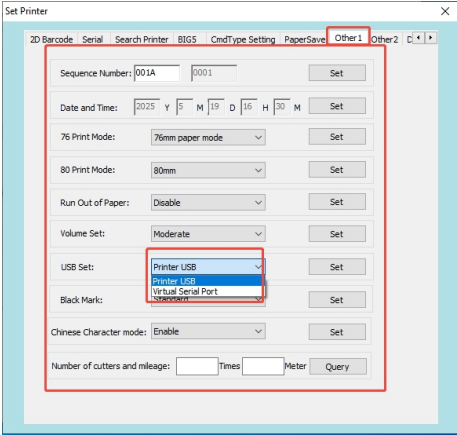 Set Printer
2D Barcode Serial Search Printer BIG5 CmdType Setting PaperSave Other1 Other2
Sequence Number: 001A 0001 Set
Date and Time: 2025 Y 5 M 19 D 16 H 30 M Set
76 Print Mode: 76mm paper mode Set
80 Print Mode: 80mm Set
Run Out of Paper: Disable Set
Volume Set: Moderate Set
USB Set: Printer USB Set
Printer USB
Virtual Serial Port
Black Mark: Standard Set
Chinese Character mode: Enable Set
Number of cutters and mileage: Times Meter Query